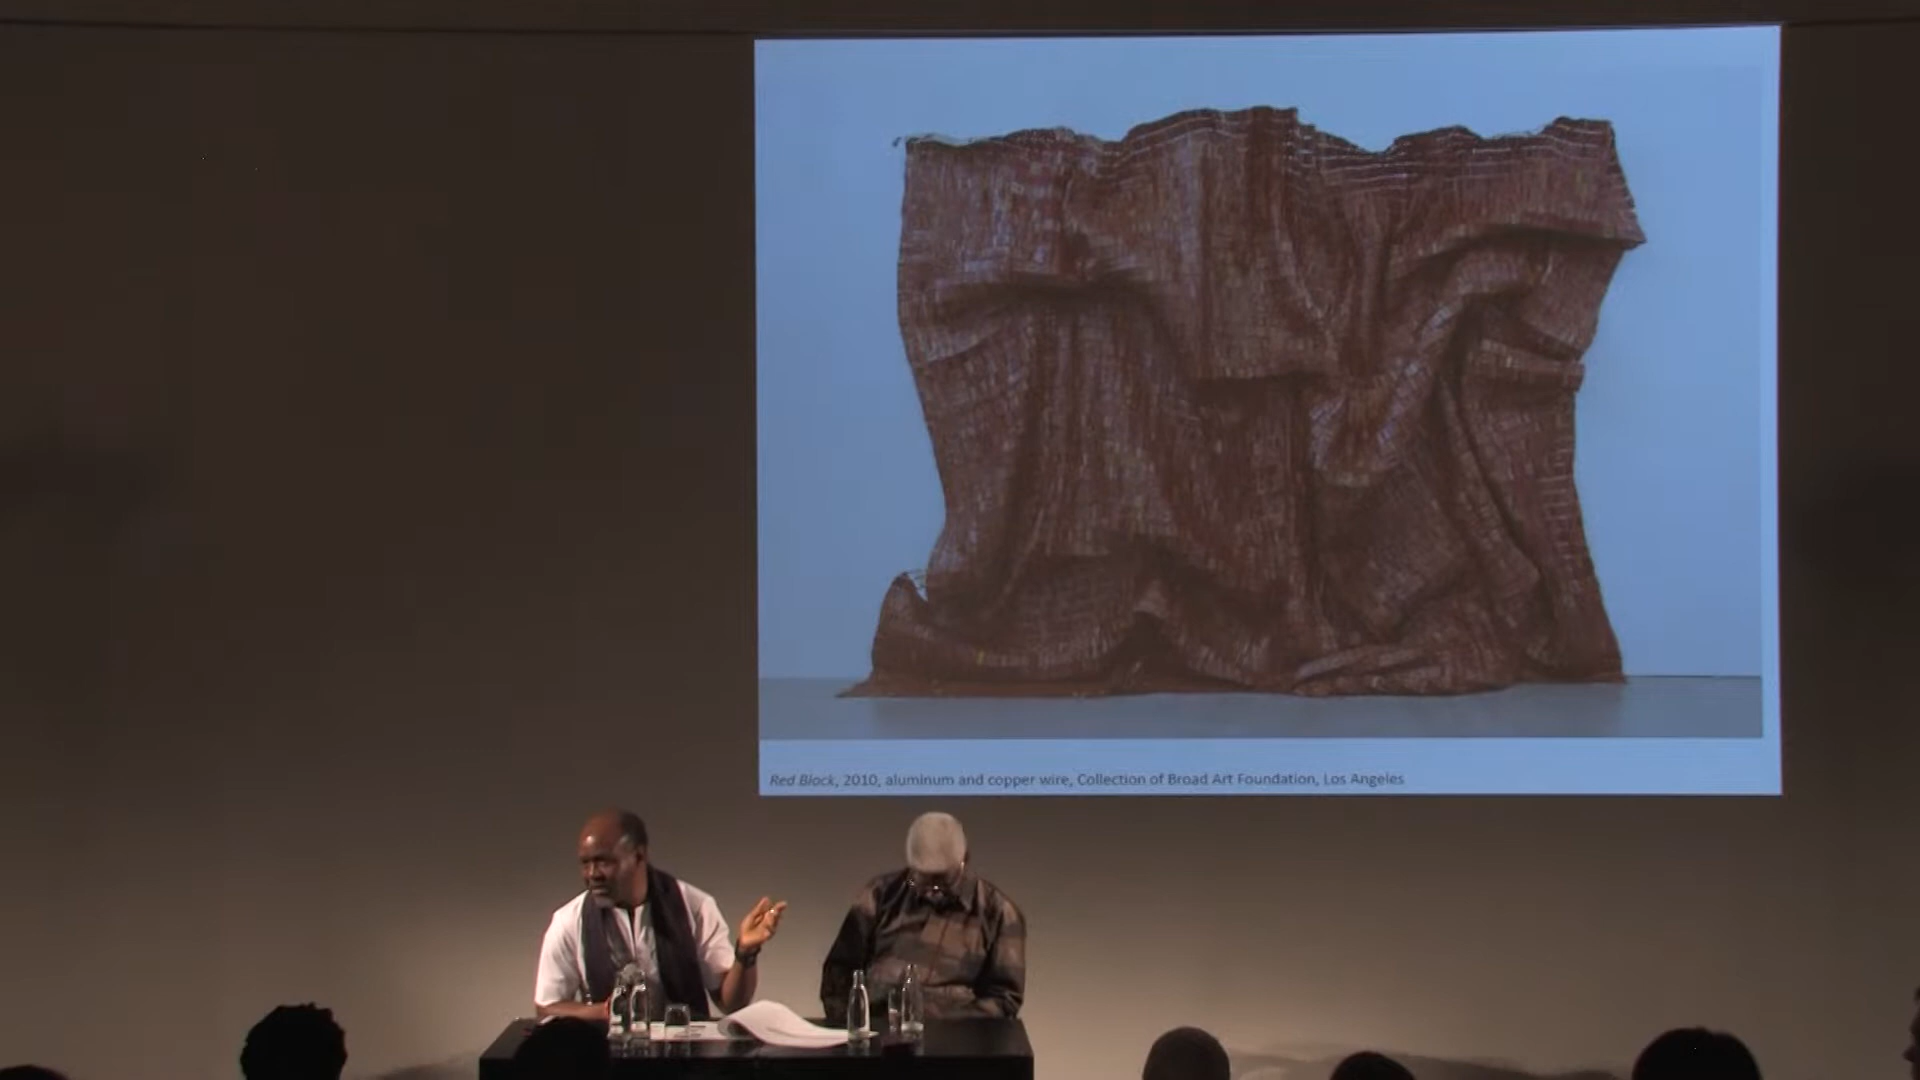 Red Block, 2010, aluminum and copper wire, Collection of Broad Art Foundation, Los Angeles